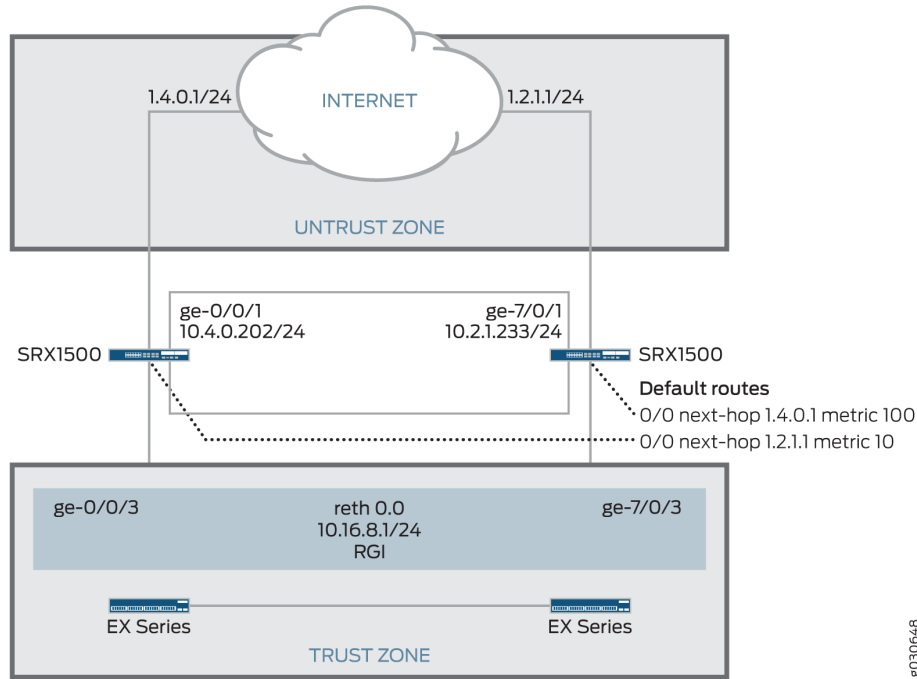 1.4.0.1/24
INTERNET
1.2.1.1/24
UNTRUST ZONE
ge-0/0/1
10.4.0.202/24
ge-7/0/1
10.2.1.233/24
SRX1500
SRX1500
Default routes
0/0 next-hop 1.4.0.1 metric 100
0/0 next-hop 1.2.1.1 metric 10
ge-0/0/3
reth 0.0
10.16.8.1/24
RGI
ge-7/0/3
EX Series
EX Series
TRUST ZONE
g030648